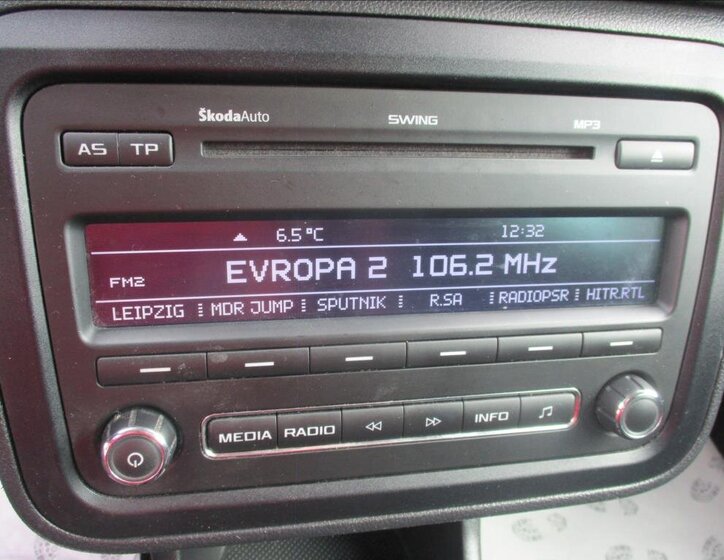 ŠkodaAuto SWING MP3
AS TP
6.5°C 12:32
FM2 EVROPA 2 106.2 MHz
LEIPZIG MDR JUMP SPUTNIK R.SA RADIOPSR HITR.RTL
MEDIA RADIO INFO